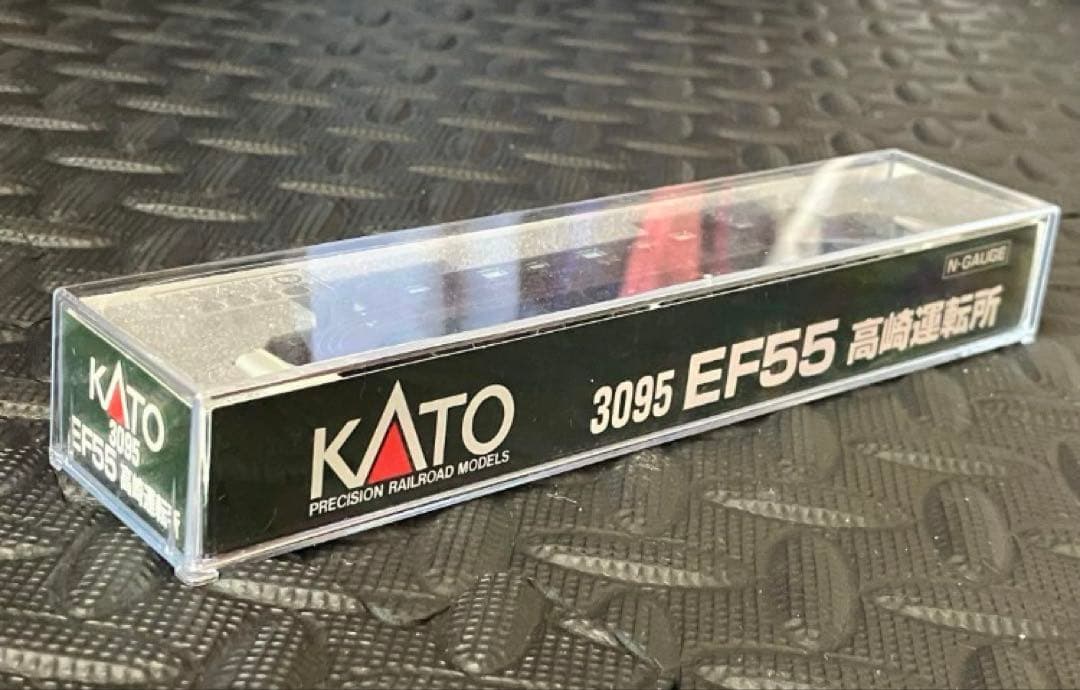 KATO
3095
EF55 高崎運転所
KATO
PRECISION RAILROAD MODELS
3095 EF55 高崎運転所
N-GAUGE